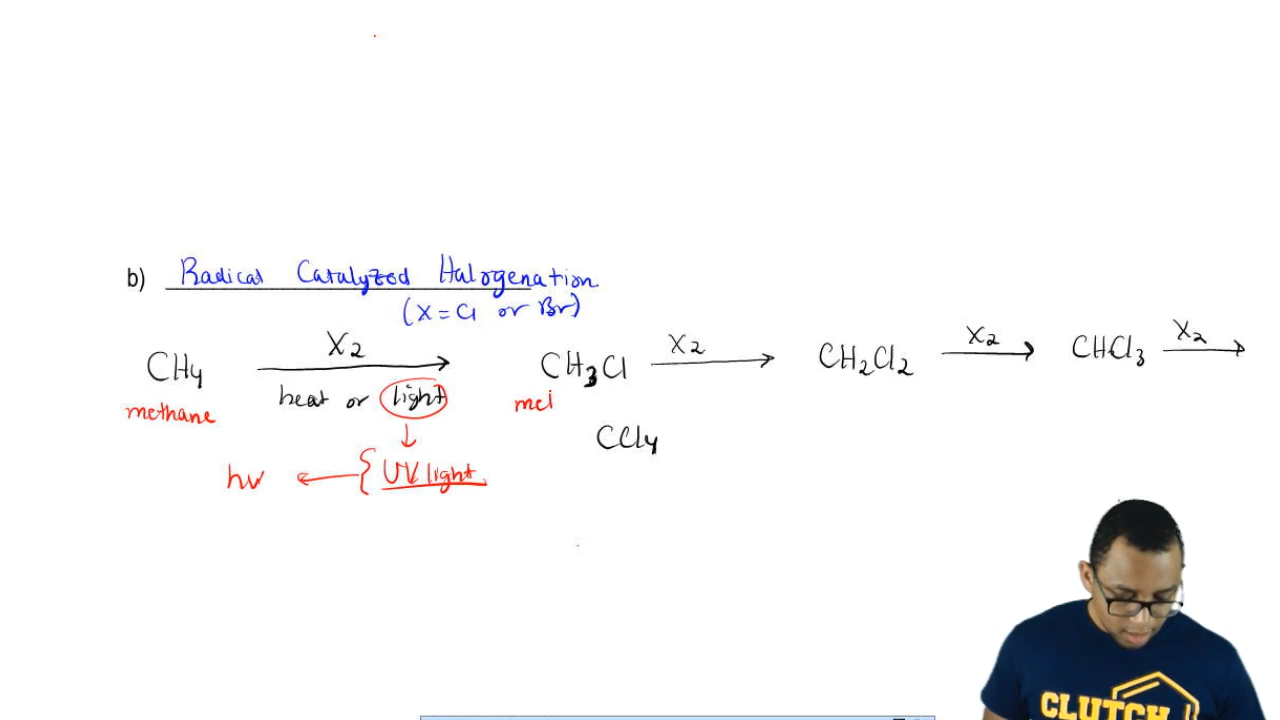 b) Radical Catalyzed Halogenation
(X = Cl or Br)
CH4 X2 CH3Cl X2 CH2Cl2 X2 CHCl3 X2
heat or light
methane mel
CCl4
hν { UV light
CLUTCH